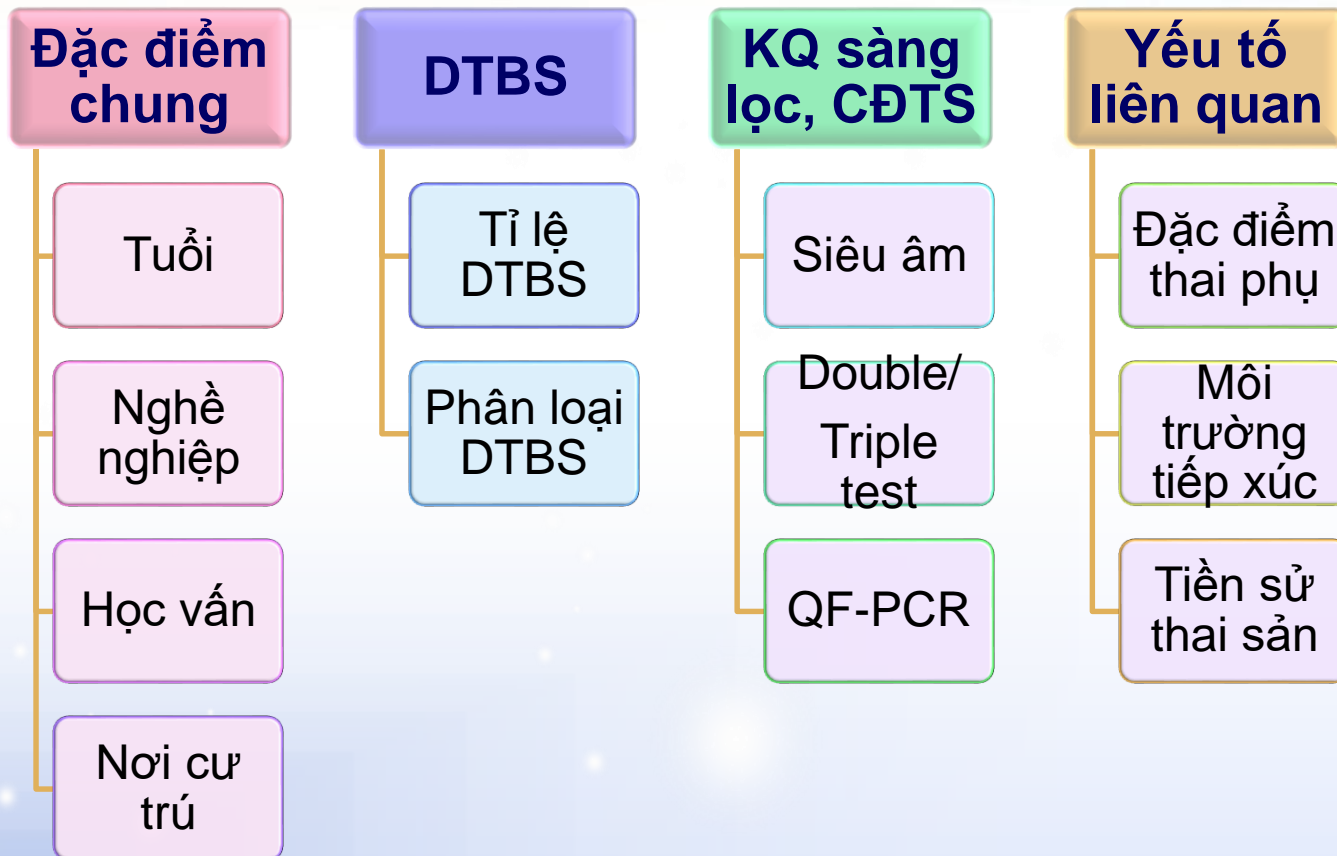 Đặc điểm
chung
Tuổi
Nghề
nghiệp
Học vấn
Nơi cư
trú
DTBS
Tỉ lệ
DTBS
Phân loại
DTBS
KQ sàng
lọc, CĐTS
Siêu âm
Double/
Triple
test
QF-PCR
Yếu tố
liên quan
Đặc điểm
thai phụ
Môi
trường
tiếp xúc
Tiền sử
thai sản